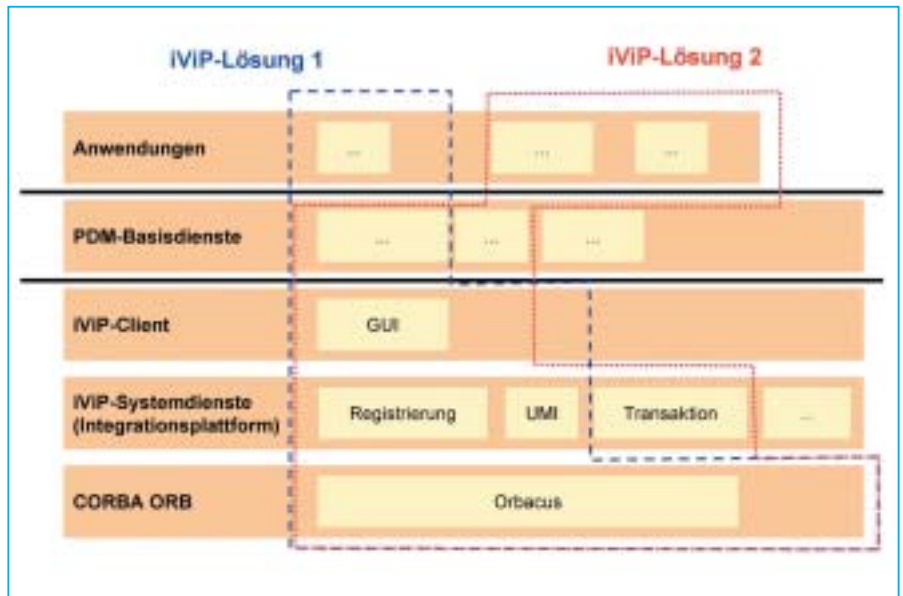 iViP-Lösung 1
iViP-Lösung 2
Anwendungen
...
...
...
PDM-Basisdienste
...
...
...
iViP-Client
GUI
iViP-Systemdienste
(Integrationsplattform)
Registrierung
UMI
Transaktion
...
CORBA ORB
Orbacus